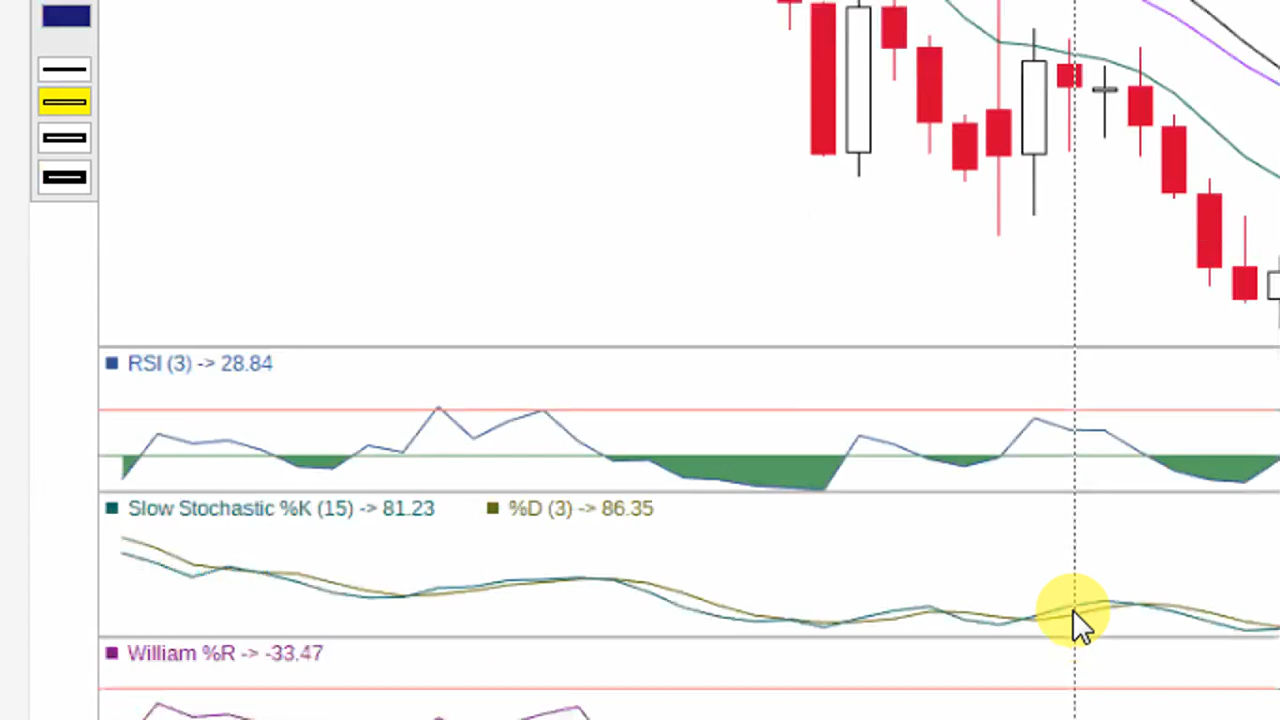 RSI (3) -> 28.84
Slow Stochastic %K (15) -> 81.23 %D (3) -> 86.35
William %R -> -33.47